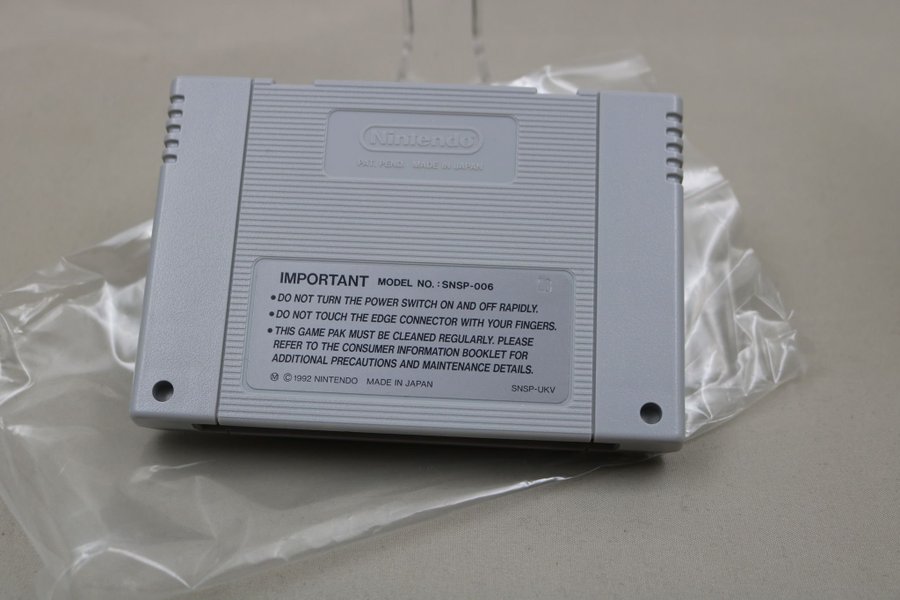 Nintendo
PAT. PEND. MADE IN JAPAN
IMPORTANT MODEL NO. : SNSP-006
● DO NOT TURN THE POWER SWITCH ON AND OFF RAPIDLY.
● DO NOT TOUCH THE EDGE CONNECTOR WITH YOUR FINGERS.
● THIS GAME PAK MUST BE CLEANED REGULARLY. PLEASE
REFER TO THE CONSUMER INFORMATION BOOKLET FOR
ADDITIONAL PRECAUTIONS AND MAINTENANCE DETAILS.
Ⓜ © 1992 NINTENDO MADE IN JAPAN SNSP-UKV